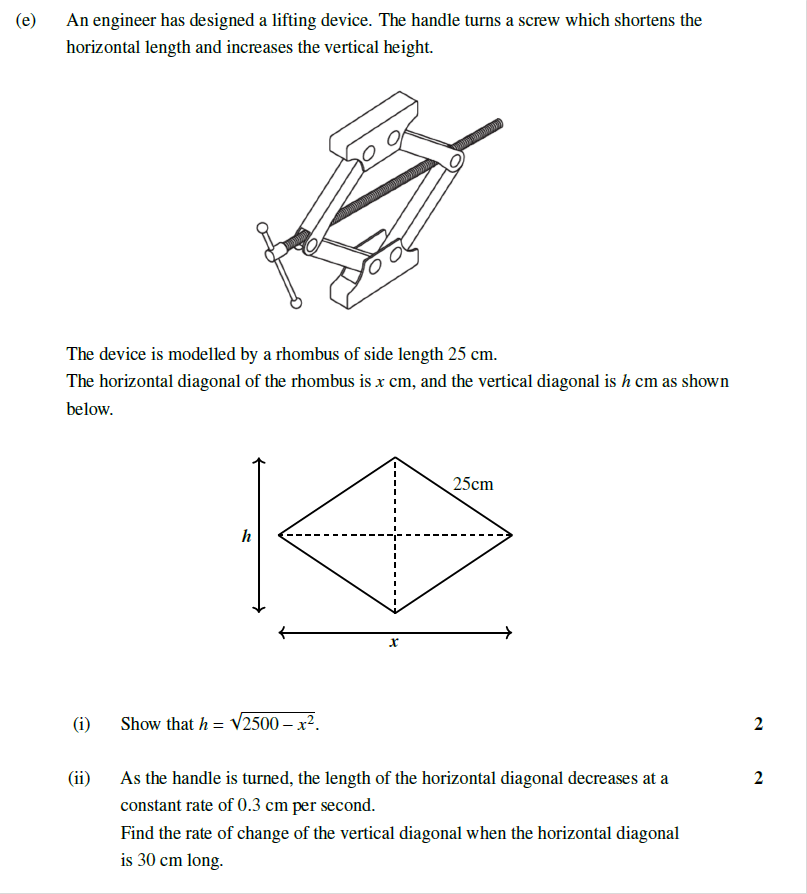 (e) An engineer has designed a lifting device. The handle turns a screw which shortens the
horizontal length and increases the vertical height.
The device is modelled by a rhombus of side length 25 cm.
The horizontal diagonal of the rhombus is x cm, and the vertical diagonal is h cm as shown
below.
25cm
h
x
(i) Show that h = √2500 – x².  2
(ii) As the handle is turned, the length of the horizontal diagonal decreases at a  2
constant rate of 0.3 cm per second.
Find the rate of change of the vertical diagonal when the horizontal diagonal
is 30 cm long.